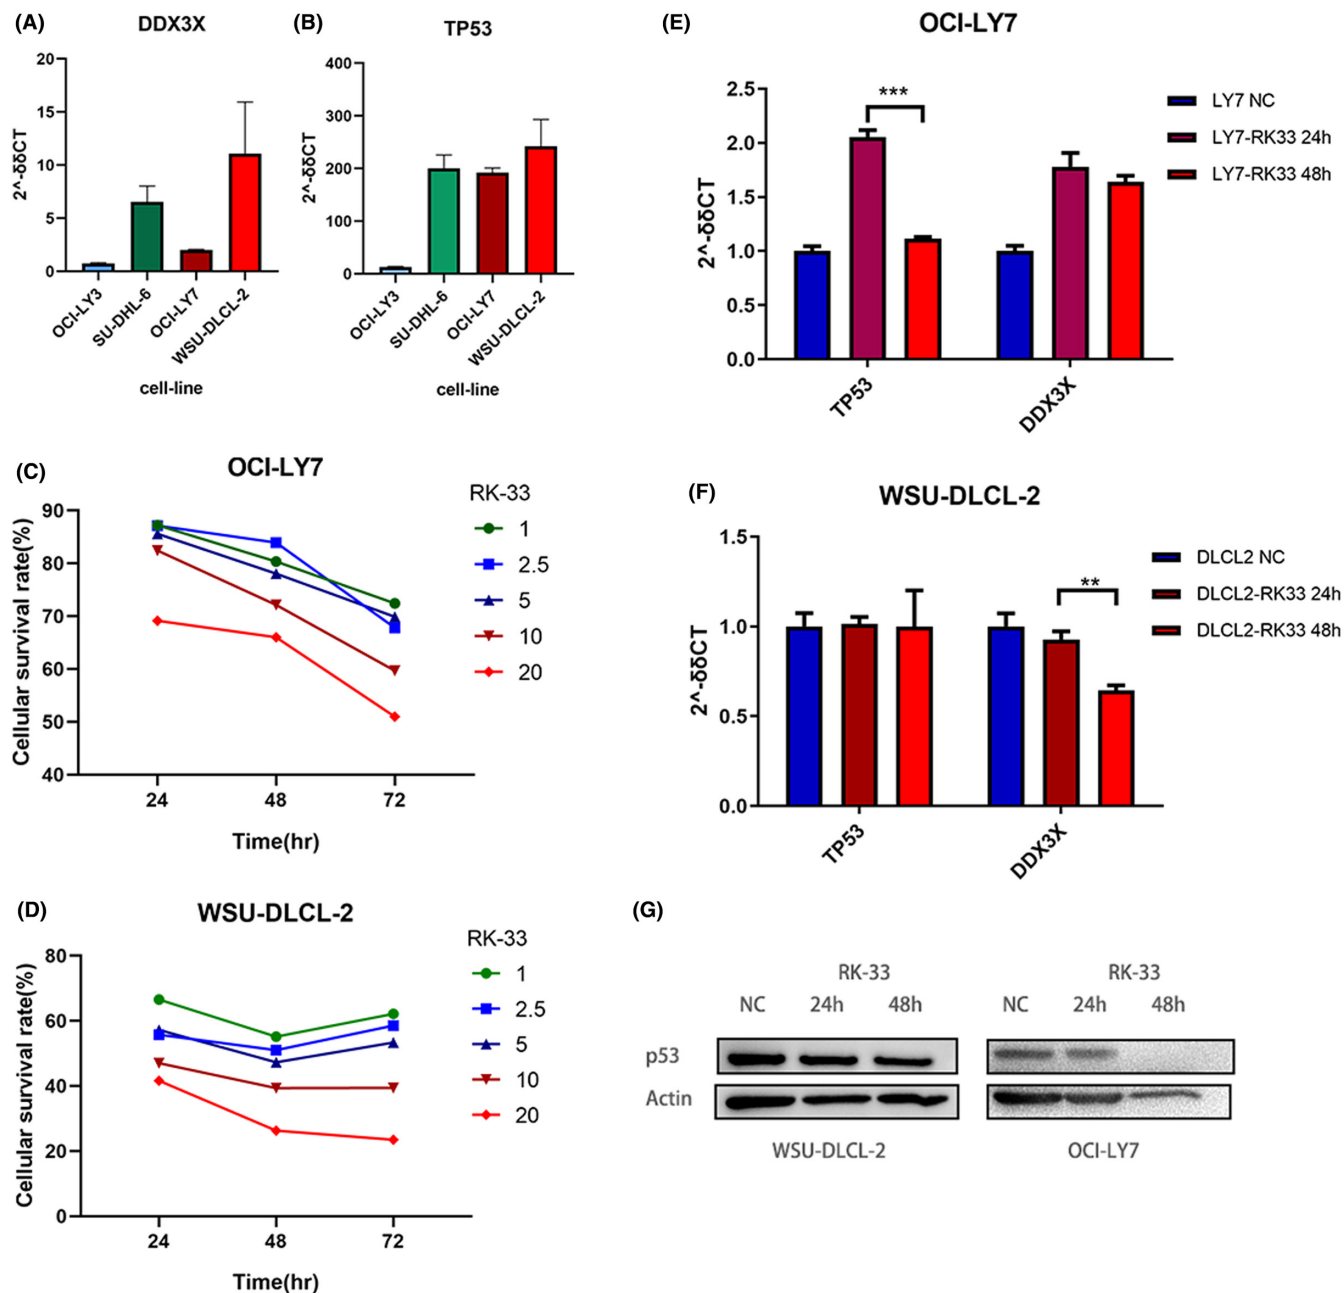 (A)
DDX3X
20
15
10
5
0
2^-δδCT
OCI-LY3
SU-DHL-6
OCI-LY7
WSU-DLCL-2
cell-line
(B)
TP53
400
300
200
100
0
2^-δδCT
OCI-LY3
SU-DHL-6
OCI-LY7
WSU-DLCL-2
cell-line
(C)
OCI-LY7
90
80
70
60
50
40
Cellular survival rate(%)
24 48 72
Time(hr)
RK-33
1
2.5
5
10
20
(D)
WSU-DLCL-2
80
60
40
20
0
Cellular survival rate(%)
24 48 72
Time(hr)
RK-33
1
2.5
5
10
20
(E)
OCI-LY7
2.5
2.0
1.5
1.0
0.5
0.0
2^-δδCT
***
TP53
DDX3X
LY7 NC
LY7-RK33 24h
LY7-RK33 48h
(F)
WSU-DLCL-2
1.5
1.0
0.5
0.0
2^-δδCT
**
TP53
DDX3X
DLCL2 NC
DLCL2-RK33 24h
DLCL2-RK33 48h
(G)
RK-33 RK-33
NC 24h 48h NC 24h 48h
p53
Actin
WSU-DLCL-2 OCI-LY7